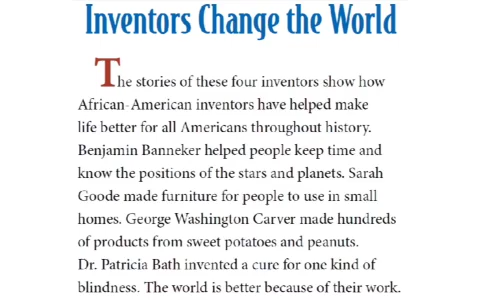 Inventors Change the World
The stories of these four inventors show how
African-American inventors have helped make
life better for all Americans throughout history.
Benjamin Banneker helped people keep time and
know the positions of the stars and planets. Sarah
Goode made furniture for people to use in small
homes. George Washington Carver made hundreds
of products from sweet potatoes and peanuts.
Dr. Patricia Bath invented a cure for one kind of
blindness. The world is better because of their work.